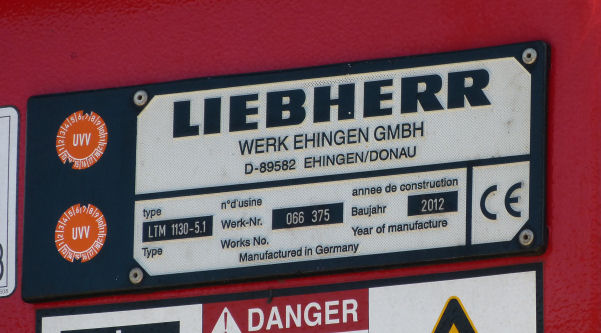 LIEBHERR
WERK EHINGEN GMBH
D-89582 EHINGEN/DONAU
UVV
UVV
type
LTM 1130-5.1
Type
n°d'usine
Werk-Nr. 066 375
Works No.
annee de construction
Baujahr 2012
Year of manufacture
Manufactured in Germany
CE
DANGER